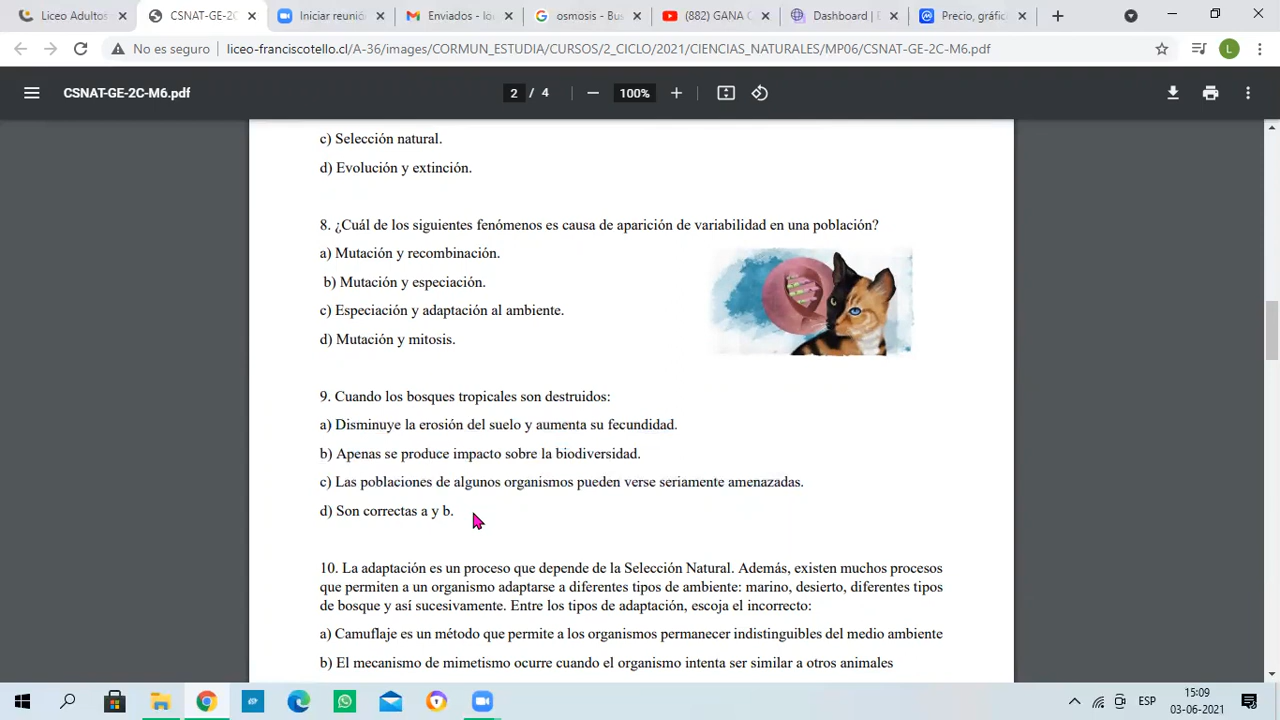 Liceo Adultos
CSNAT-GE-2C
Iniciar reunió
Enviados - lo
osmosis - Bus
(882) GANA C
Dashboard | D
Precio, gráfic
No es seguro
liceo-franciscotello.cl/A-36/images/CORMUN_ESTUDIA/CURSOS/2_CICLO/2021/CIENCIAS_NATURALES/MP06/CSNAT-GE-2C-M6.pdf
L
CSNAT-GE-2C-M6.pdf
2 / 4
100%
c) Selección natural.
d) Evolución y extinción.
8. ¿Cuál de los siguientes fenómenos es causa de aparición de variabilidad en una población?
a) Mutación y recombinación.
b) Mutación y especiación.
c) Especiación y adaptación al ambiente.
d) Mutación y mitosis.
9. Cuando los bosques tropicales son destruidos:
a) Disminuye la erosión del suelo y aumenta su fecundidad.
b) Apenas se produce impacto sobre la biodiversidad.
c) Las poblaciones de algunos organismos pueden verse seriamente amenazadas.
d) Son correctas a y b.
10. La adaptación es un proceso que depende de la Selección Natural. Además, existen muchos procesos
que permiten a un organismo adaptarse a diferentes tipos de ambiente: marino, desierto, diferentes tipos
de bosque y así sucesivamente. Entre los tipos de adaptación, escoja el incorrecto:
a) Camuflaje es un método que permite a los organismos permanecer indistinguibles del medio ambiente
b) El mecanismo de mimetismo ocurre cuando el organismo intenta ser similar a otros animales
ESP
15:09
03-06-2021